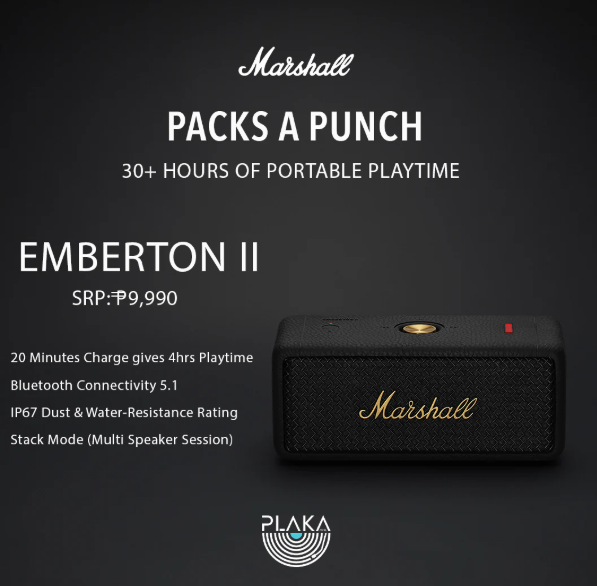 Marshall
PACKS A PUNCH
30+ HOURS OF PORTABLE PLAYTIME
EMBERTON II
SRP:₱9,990
20 Minutes Charge gives 4hrs Playtime
Bluetooth Connectivity 5.1
IP67 Dust & Water-Resistance Rating
Stack Mode (Multi Speaker Session)
Marshall
PLAKA